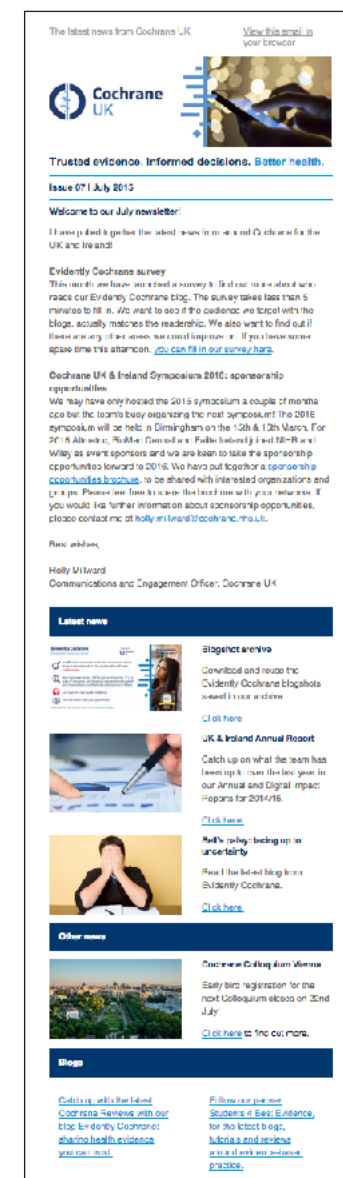 The latest news from Cochrane UK
View this email in
your browser
Cochrane
UK
Trusted evidence. Informed decisions. Better health.
Issue 07 I July 2015
Welcome to our July newsletter!
I have pulled together the latest news from around Cochrane for the
UK and Ireland!
Evidently Cochrane survey
This month we have launched a survey to find out more about who
reads our Evidently Cochrane blog. The survey takes less than 5
minutes to fill in. We want to see if the audience we target with the
blogs, actually matches the readership. We also want to find out if
there are any other areas we could improve on. If you have some
spare time this afternoon, you can fill in our survey here.
Cochrane UK & Ireland Symposium 2016: sponsorship
opportunities
We may have only hosted the 2015 symposium a couple of months
ago but the team's busy organizing the next symposium! The 2016
symposium will be held in Birmingham on the 15th & 13th March. For
2015 BioMed Central and Failte Ireland joined NIHR and
Wiley as event sponsors and we are keen to take the sponsorship
opportunities forward to 2016. We have put together a sponsorship
opportunities brochure, to be shared with interested organizations and
groups. Please feel free to share the brochure with your networks. If
you would like further information about sponsorship opportunities,
please contact me at holly.millward@cochrane.nhs.uk.
Best wishes,
Holly Millward
Communications and Engagement Officer, Cochrane UK
Latest news
Evidently Cochrane
Blogshot archive
Download and reuse the
Evidently Cochrane blogshots
saved in our archive.
Click here
UK & Ireland Annual Report
Catch up on what the team has
been up to over the last year in
our Annual and Digital Impact
Reports for 2014/15.
Click here
Bell's palsy: facing up to
uncertainty
Read the latest blog from
Evidently Cochrane.
Click here
Other news
Cochrane Colloquium Vienna
Early bird registration for the
next Colloquium closes on 22nd
July!
Click here to find out more.
Blogs
Catch up with the latest
Cochrane Reviews with our
blog Evidently Cochrane:
sharing health evidence
you can trust.
Follow our partner
Students 4 Best Evidence,
for the latest blogs,
tutorials and reviews
around evidence-based
practice.